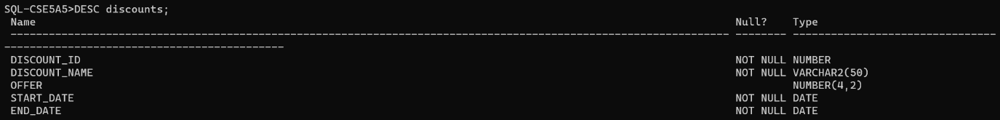 SQL-CSE5A5>DESC discounts;
Name Null? Type
----------------------------------------------------------------------------------------------------------------- -------- --------------------------------
--------------------------------------------
DISCOUNT_ID NOT NULL NUMBER
DISCOUNT_NAME NOT NULL VARCHAR2(50)
OFFER NUMBER(4,2)
START_DATE NOT NULL DATE
END_DATE NOT NULL DATE